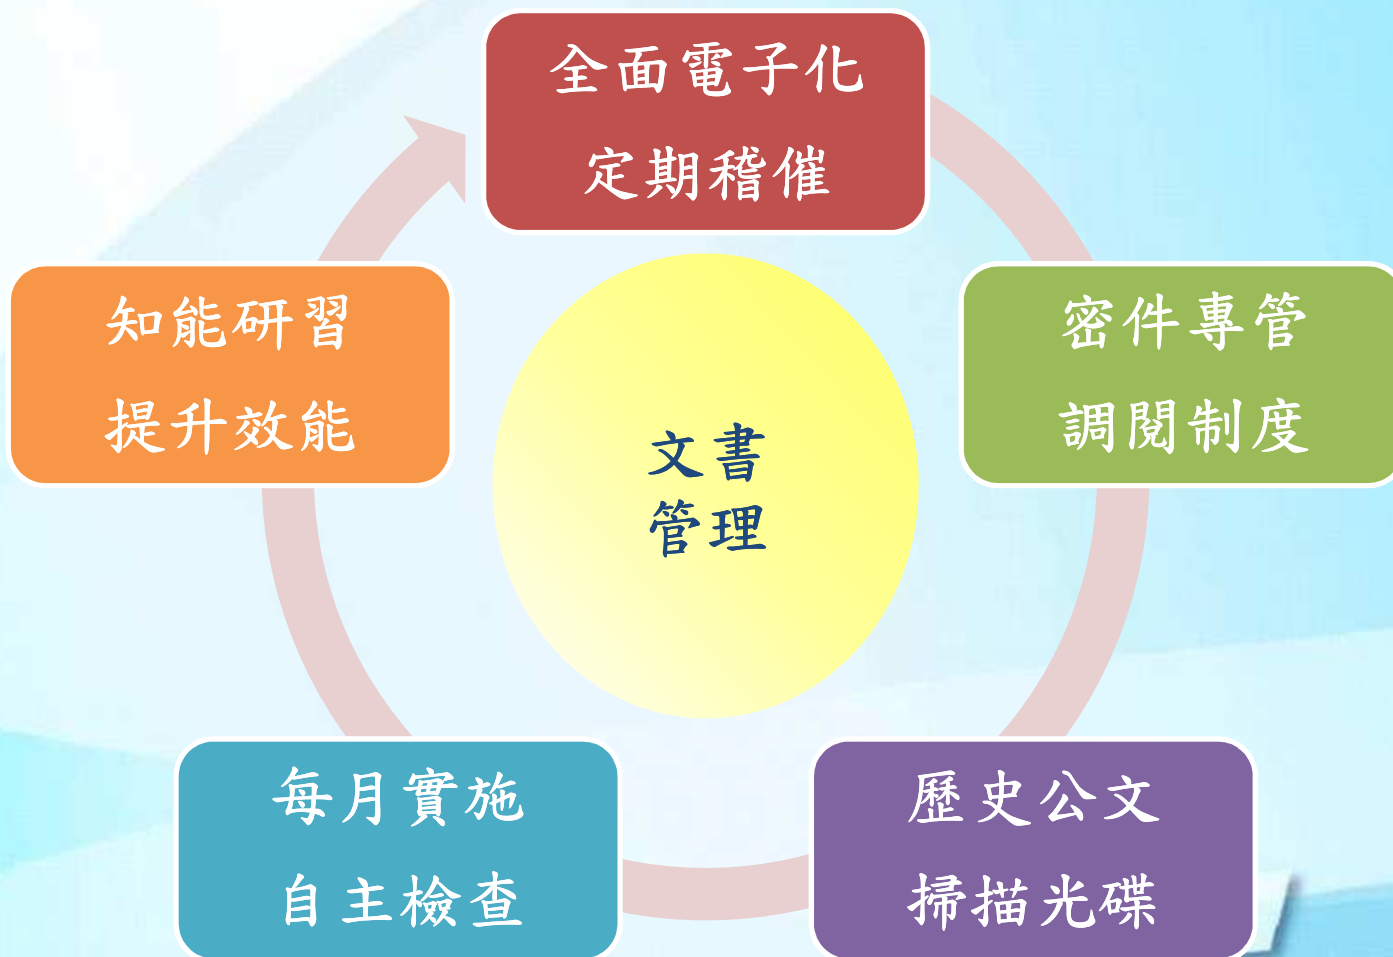 全面電子化
定期稽催
密件專管
調閱制度
歷史公文
掃描光碟
每月實施
自主檢查
知能研習
提升效能
文書
管理